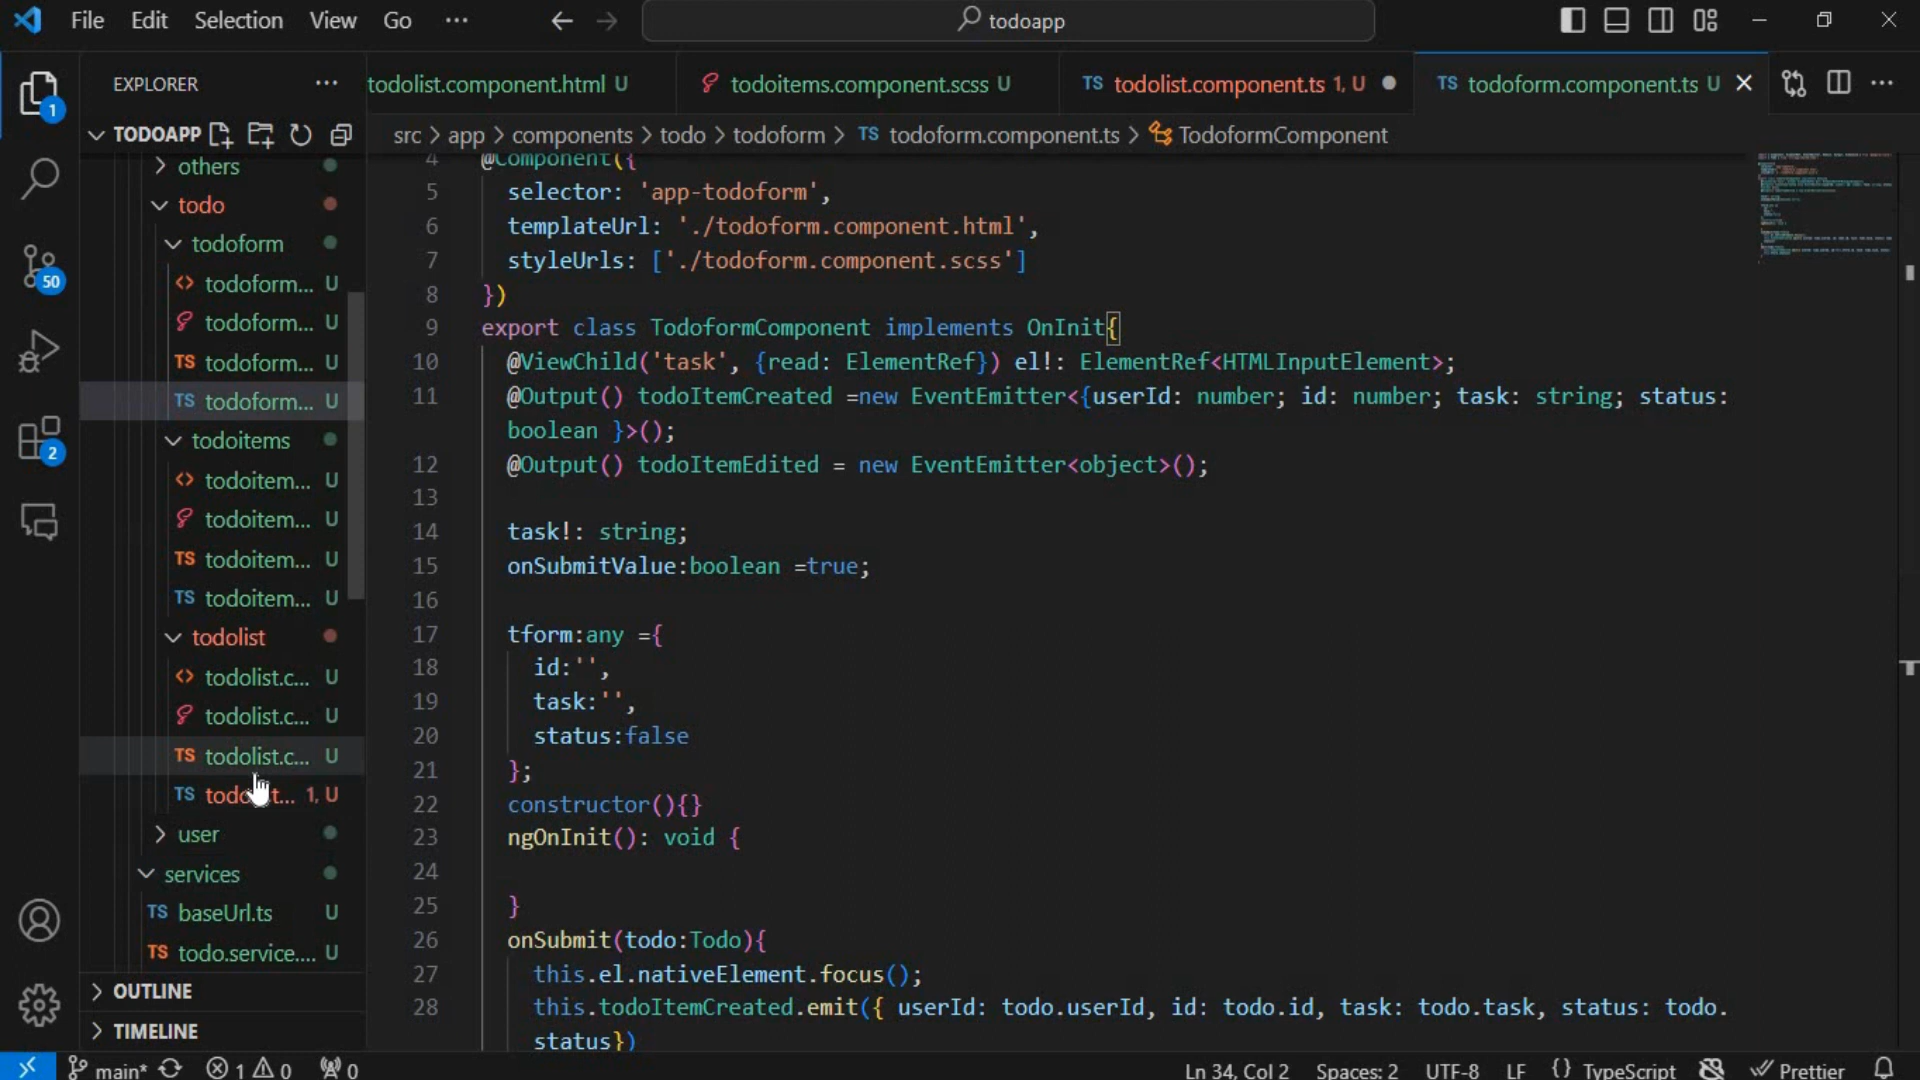 File Edit Selection View Go ···
todoapp
EXPLORER ···
todolist.component.html U
todoitems.component.scss U
TS todolist.component.ts 1, U
TS todoform.component.ts U
TODOAPP
src > app > components > todo > todoform > TS todoform.component.ts > TodoformComponent
others
todo
todoform
todoform... U
todoform... U
TS todoform... U
TS todoform... U
todoitems
todoitem... U
todoitem... U
TS todoitem... U
TS todoitem... U
todolist
todolist.c... U
todolist.c... U
TS todolist.c... U
TS 1, U
user
services
TS baseUrl.ts U
TS todo.service.... U
OUTLINE
TIMELINE
1
50
2
4 @Component({
5 selector: 'app-todoform',
6 templateUrl: './todoform.component.html',
7 styleUrls: ['./todoform.component.scss']
8 })
9 export class TodoformComponent implements OnInit{
10 @ViewChild('task', {read: ElementRef}) el!: ElementRef<HTMLInputElement>;
11 @Output() todoItemCreated =new EventEmitter<{userId: number; id: number; task: string; status:
boolean }>();
12 @Output() todoItemEdited = new EventEmitter<object>();
13
14 task!: string;
15 onSubmitValue:boolean =true;
16
17 tform:any ={
18 id:'',
19 task:'',
20 status:false
21 };
22 constructor(){}
23 ngOnInit(): void {
24
25 }
26 onSubmit(todo:Todo){
27 this.el.nativeElement.focus();
28 this.todoItemCreated.emit({ userId: todo.userId, id: todo.id, task: todo.task, status: todo.
status})
main* 1 0 0
Ln 34, Col 2 Spaces: 2 UTF-8 LF {} TypeScript Prettier